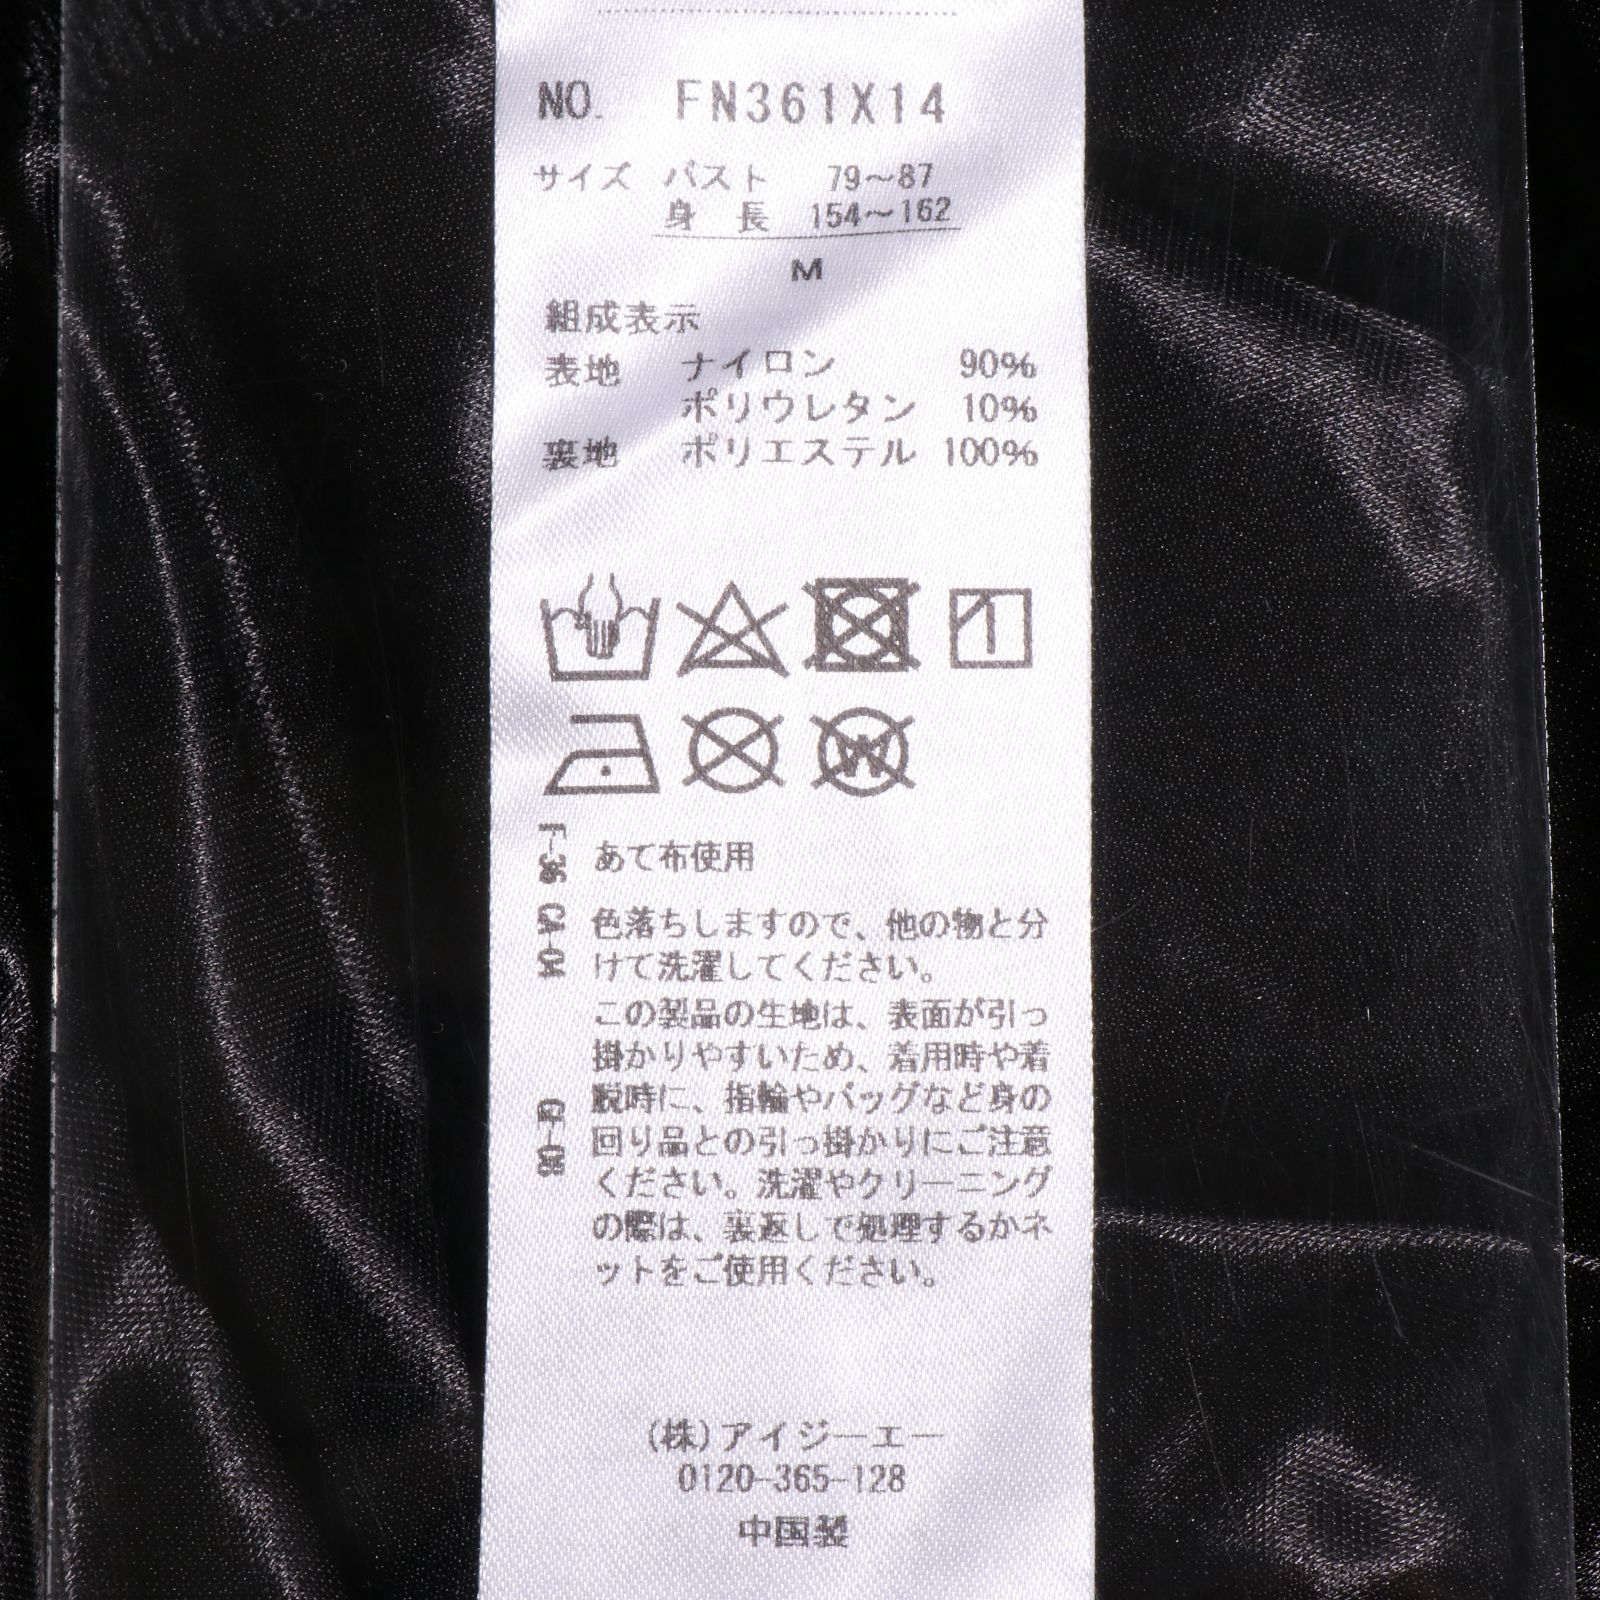 NO. FN361X14
サイズ バスト 79～87
身長 154～162
M
組成表示
表地 ナイロン 90%
ポリウレタン 10%
裏地 ポリエステル 100%
W
F-36 あて布使用
CA-04 色落ちしますので、他の物と分
けて洗濯してください。
この製品の生地は、表面が引っ
掛かりやすいため、着用時や着
脱時に、指輪やバッグなど身の
回り品との引っ掛かりにご注意
ください。洗濯やクリーニング
の際は、裏返しで処理するかネ
ットをご使用ください。
(株)アイジーエー
0120-365-128
中国製